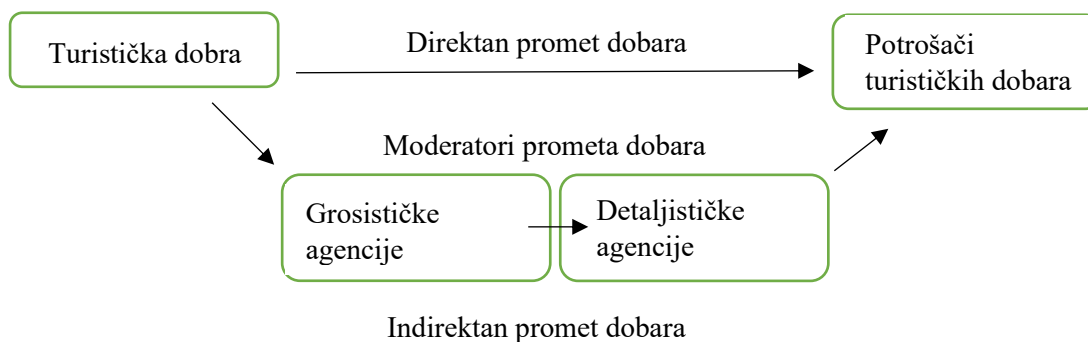 Turistička dobra
Direktan promet dobara
Potrošači
turističkih dobara
Moderatori prometa dobara
Grosističke
agencije
Detaljističke
agencije
Indirektan promet dobara